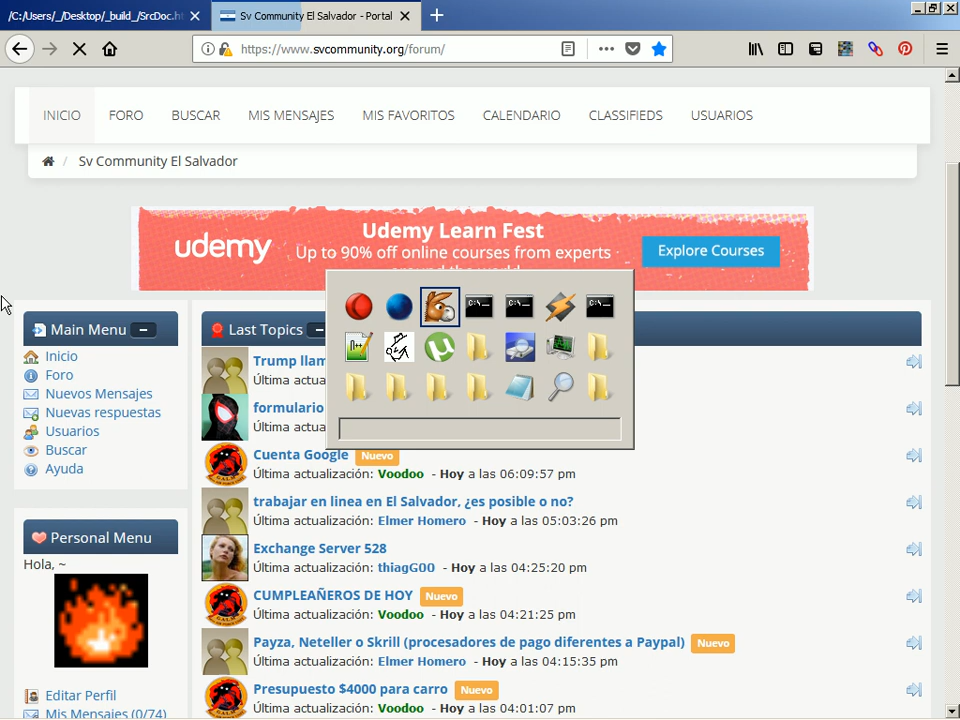 /C:/Users/_/Desktop/_build_/SrcDoc.ht
Sv Community El Salvador - Portal
https://www.svcommunity.org/forum/
INICIO
FORO
BUSCAR
MIS MENSAJES
MIS FAVORITOS
CALENDARIO
CLASSIFIEDS
USUARIOS
/ Sv Community El Salvador
udemy
Udemy Learn Fest
Up to 90% off online courses from experts
around the world
Explore Courses
Main Menu
Inicio
Foro
Nuevos Mensajes
Nuevas respuestas
Usuarios
Buscar
Ayuda
Personal Menu
Hola, ~
Editar Perfil
Mis Mensajes (0/74)
Last Topics
Trump llam
Última actua
formulario
Última actua
Cuenta Google Nuevo
Última actualización: Voodoo - Hoy a las 06:09:57 pm
trabajar en linea en El Salvador, ¿es posible o no?
Última actualización: Elmer Homero - Hoy a las 05:03:26 pm
Exchange Server 528
Última actualización: thiagG00 - Hoy a las 04:25:20 pm
CUMPLEAÑEROS DE HOY Nuevo
Última actualización: Voodoo - Hoy a las 04:21:25 pm
Payza, Neteller o Skrill (procesadores de pago diferentes a Paypal) Nuevo
Última actualización: Elmer Homero - Hoy a las 04:15:35 pm
Presupuesto $4000 para carro Nuevo
Última actualización: Voodoo - Hoy a las 04:01:07 pm